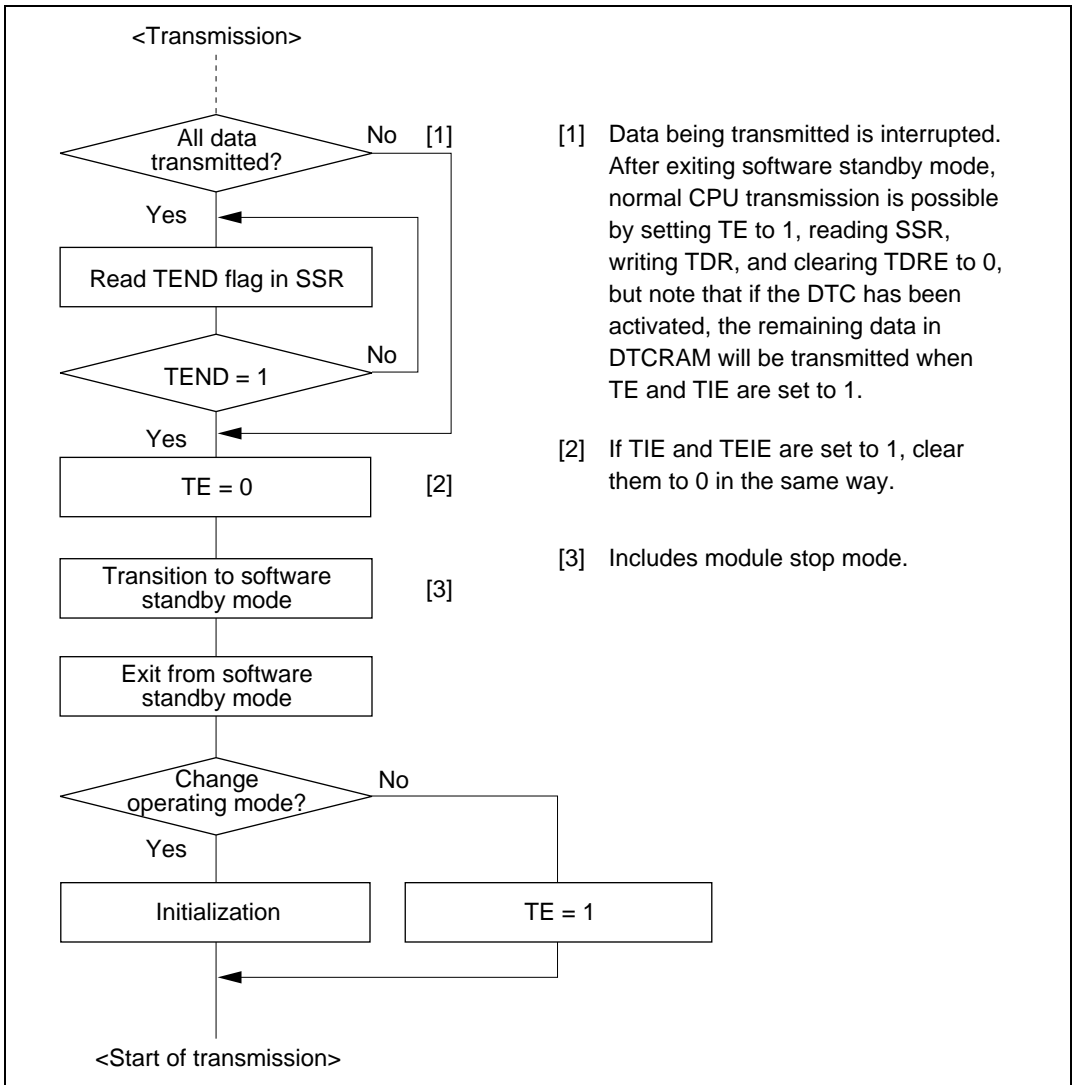 <Transmission>
All data
transmitted?
No
[1]
Yes
Read TEND flag in SSR
TEND = 1
No
Yes
TE = 0
[2]
Transition to software
standby mode
[3]
Exit from software
standby mode
Change
operating mode?
No
Yes
Initialization
TE = 1
<Start of transmission>
[1] Data being transmitted is interrupted.
After exiting software standby mode,
normal CPU transmission is possible
by setting TE to 1, reading SSR,
writing TDR, and clearing TDRE to 0,
but note that if the DTC has been
activated, the remaining data in
DTCRAM will be transmitted when
TE and TIE are set to 1.
[2] If TIE and TEIE are set to 1, clear
them to 0 in the same way.
[3] Includes module stop mode.